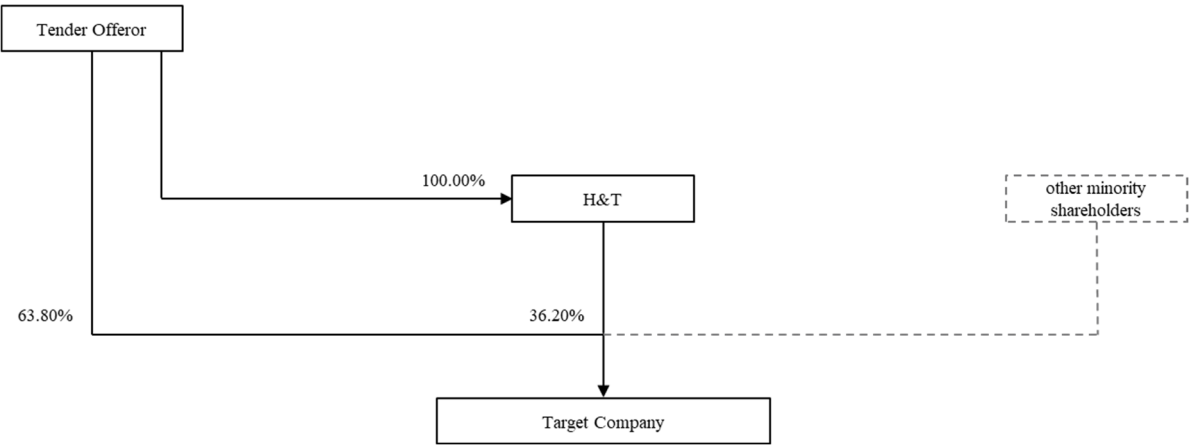 Tender Offeror
100.00%
H&T
other minority
shareholders
63.80%
36.20%
Target Company